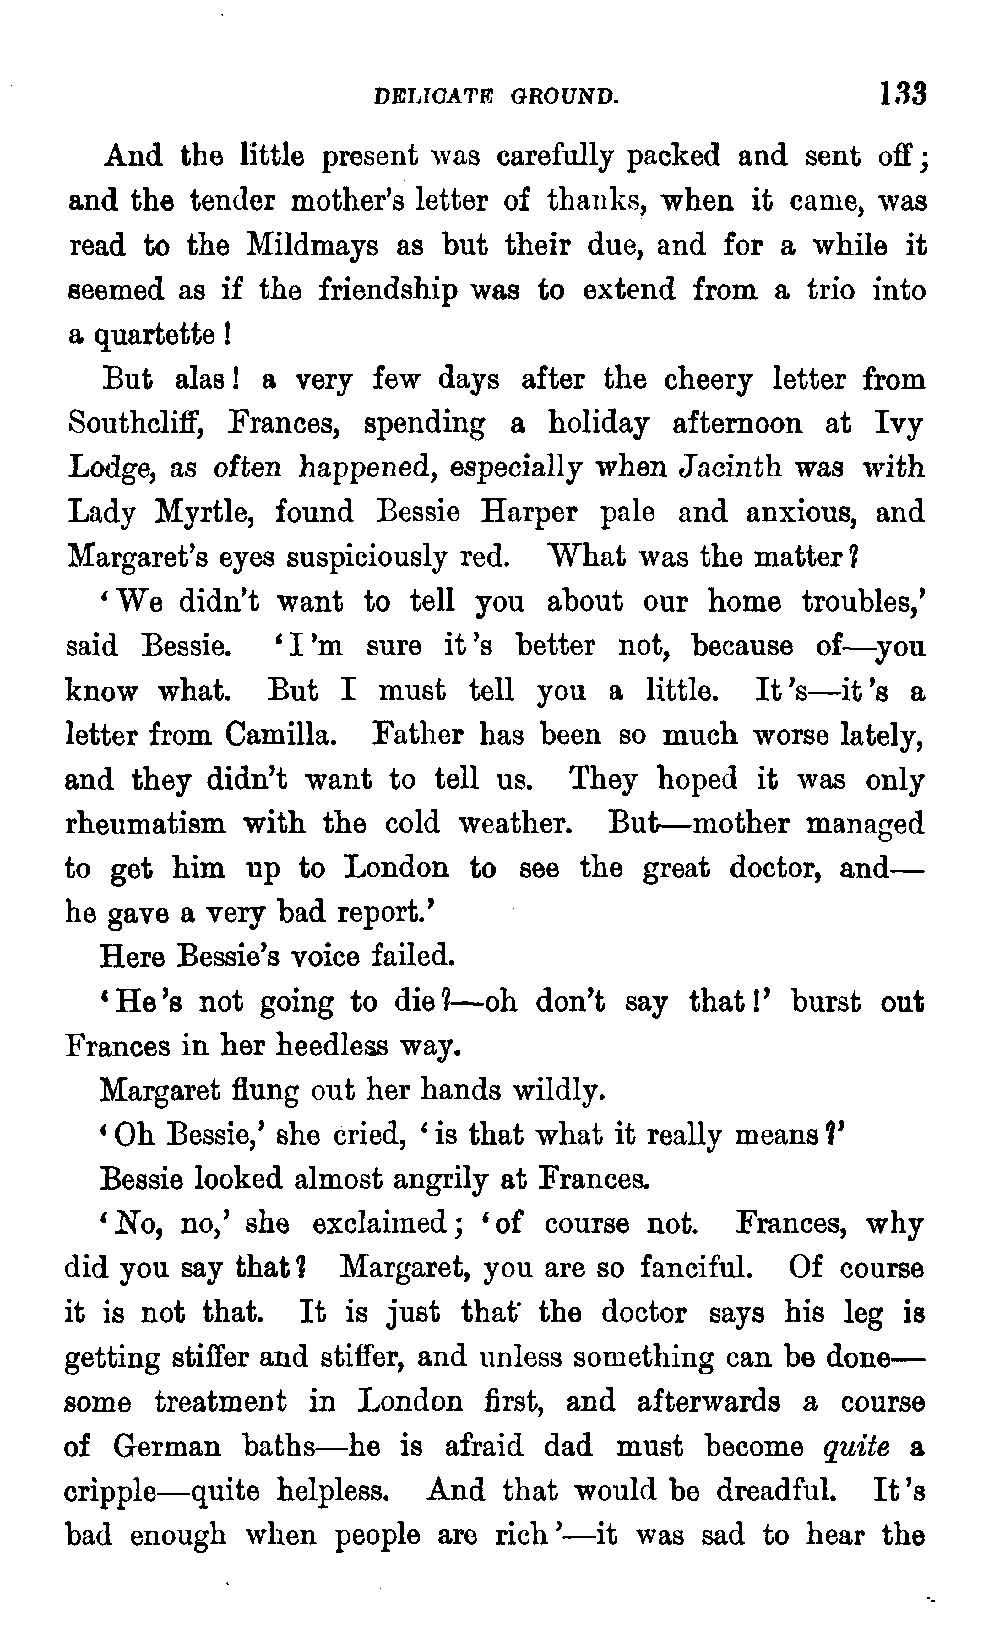 DELICATE GROUND. 133
And the little present was carefully packed and sent off;
and the tender mother's letter of thanks, when it came, was
read to the Mildmays as but their due, and for a while it
seemed as if the friendship was to extend from a trio into
a quartette!
But alas! a very few days after the cheery letter from
Southcliff, Frances, spending a holiday afternoon at Ivy
Lodge, as often happened, especially when Jacinth was with
Lady Myrtle, found Bessie Harper pale and anxious, and
Margaret's eyes suspiciously red. What was the matter?
'We didn't want to tell you about our home troubles,'
said Bessie. 'I'm sure it's better not, because of—you
know what. But I must tell you a little. It's—it's a
letter from Camilla. Father has been so much worse lately,
and they didn't want to tell us. They hoped it was only
rheumatism with the cold weather. But—mother managed
to get him up to London to see the great doctor, and—
he gave a very bad report.'
Here Bessie's voice failed.
'He's not going to die?—oh don't say that!' burst out
Frances in her heedless way.
Margaret flung out her hands wildly.
'Oh Bessie,' she cried, 'is that what it really means?'
Bessie looked almost angrily at Frances.
'No, no,' she exclaimed; 'of course not. Frances, why
did you say that? Margaret, you are so fanciful. Of course
it is not that. It is just that the doctor says his leg is
getting stiffer and stiffer, and unless something can be done—
some treatment in London first, and afterwards a course
of German baths—he is afraid dad must become quite a
cripple—quite helpless. And that would be dreadful. It's
bad enough when people are rich'—it was sad to hear the